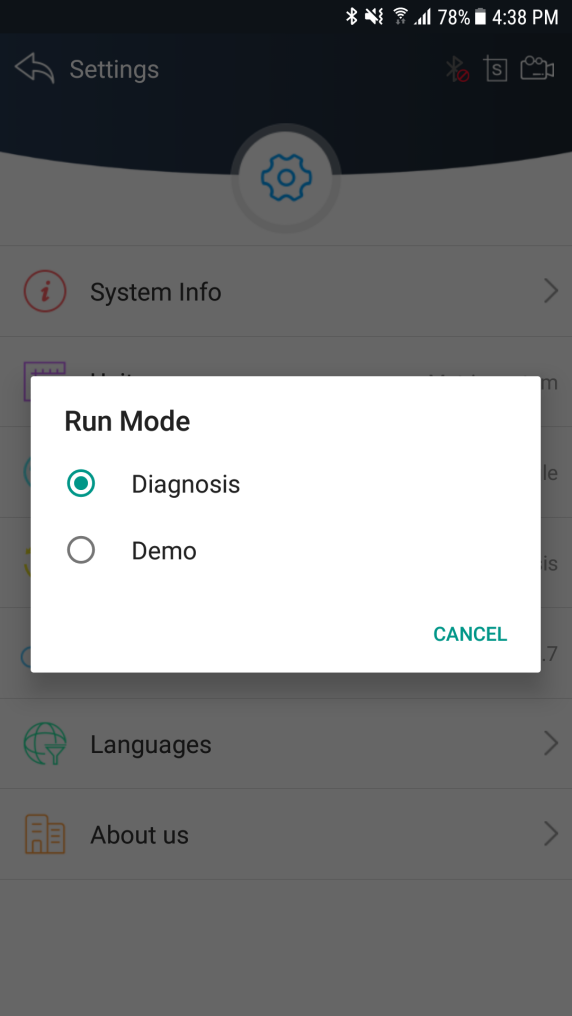 78% 4:38 PM
Settings
S
System Info
Run Mode
Diagnosis
Demo
CANCEL
Languages
About us